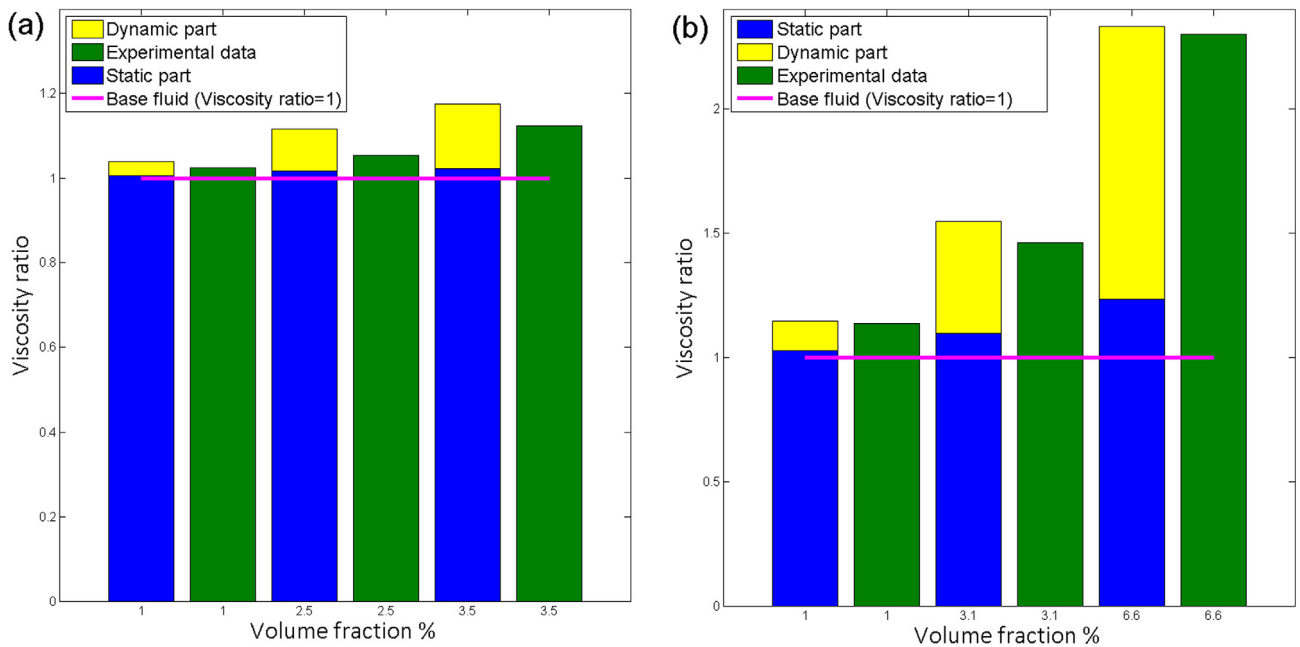 (a)
Dynamic part
Experimental data
Static part
Base fluid (Viscosity ratio=1)
1.2
1
0.8
0.6
0.4
0.2
0
Viscosity ratio
1 1 2.5 2.5 3.5 3.5
Volume fraction %
(b)
Static part
Dynamic part
Experimental data
Base fluid (Viscosity ratio=1)
2
1.5
1
0.5
0
Viscosity ratio
1 1 3.1 3.1 6.6 6.6
Volume fraction %